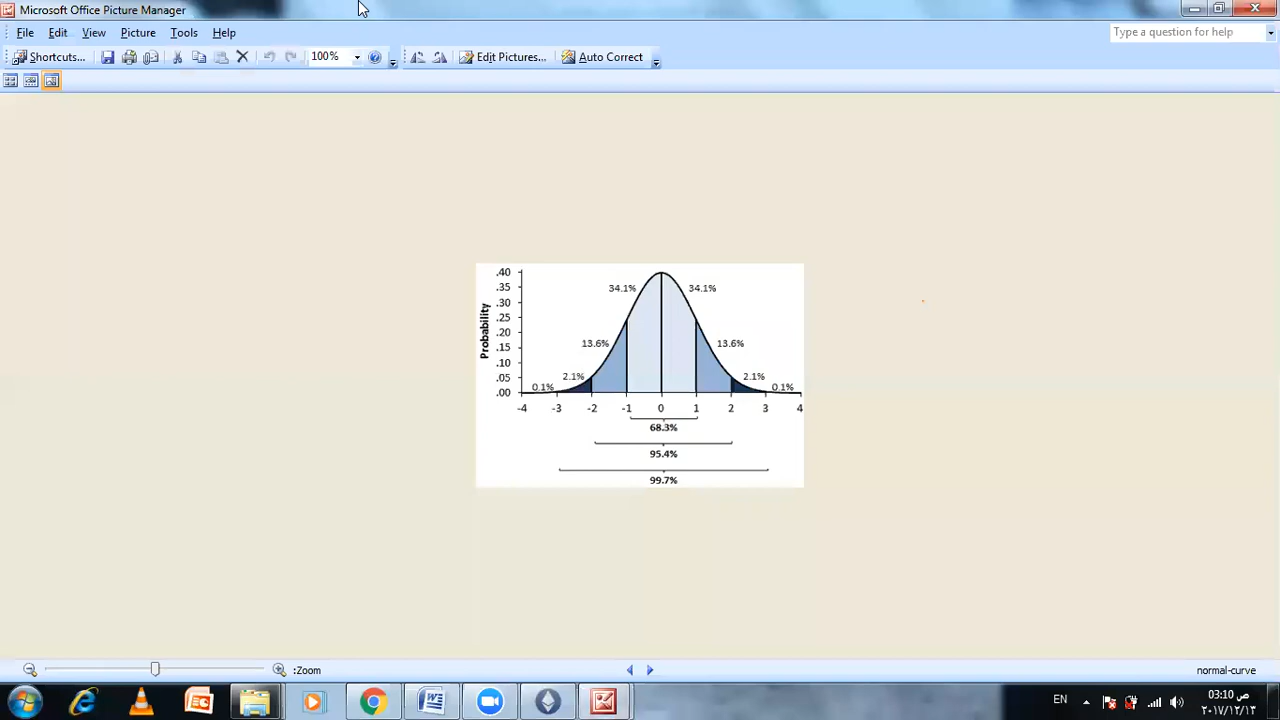 Microsoft Office Picture Manager
File Edit View Picture Tools Help
Type a question for help
Shortcuts... 100% Edit Pictures... Auto Correct
.40
.35
.30
.25
.20
.15
.10
.05
.00
Probability
34.1% 34.1%
13.6% 13.6%
0.1% 2.1% 2.1% 0.1%
-4 -3 -2 -1 0 1 2 3 4
68.3%
95.4%
99.7%
:Zoom
normal-curve
EN
03:10 ص
٢٠١٧/١٢/١٣